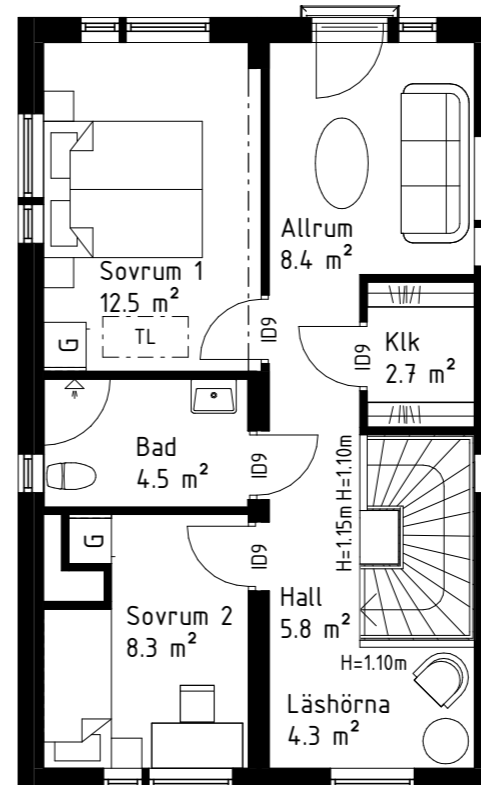 Allrum
8.4 m²
Sovrum 1
12.5 m²
TL
G
ID9
ID9
Klk
2.7 m²
Bad
4.5 m²
ID9
H=1.15m H=1.10m
G
ID9
Sovrum 2
8.3 m²
Hall
5.8 m²
H=1.10m
Läshörna
4.3 m²